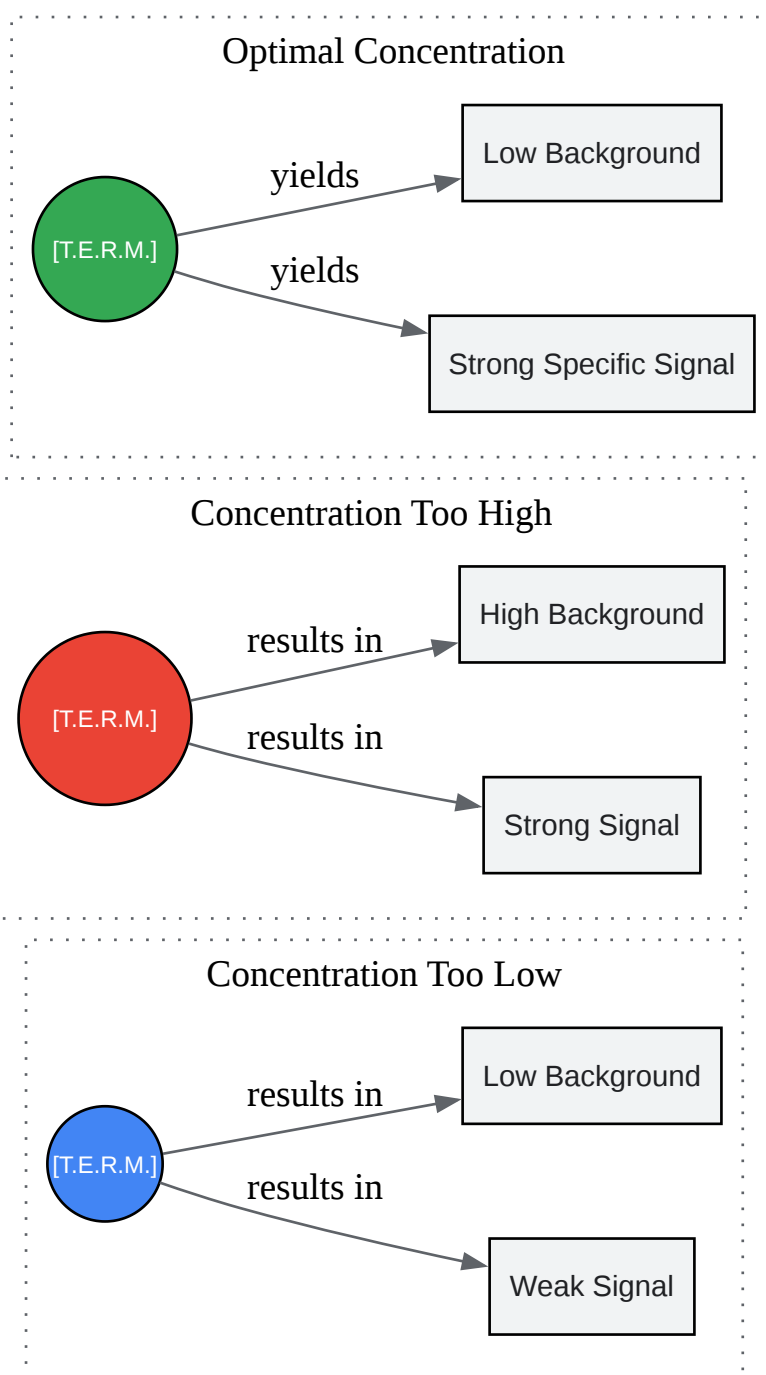 Optimal Concentration
yields
Low Background
[T.E.R.M.]
yields
Strong Specific Signal
Concentration Too High
results in
High Background
[T.E.R.M.]
results in
Strong Signal
Concentration Too Low
results in
Low Background
[T.E.R.M.]
results in
Weak Signal